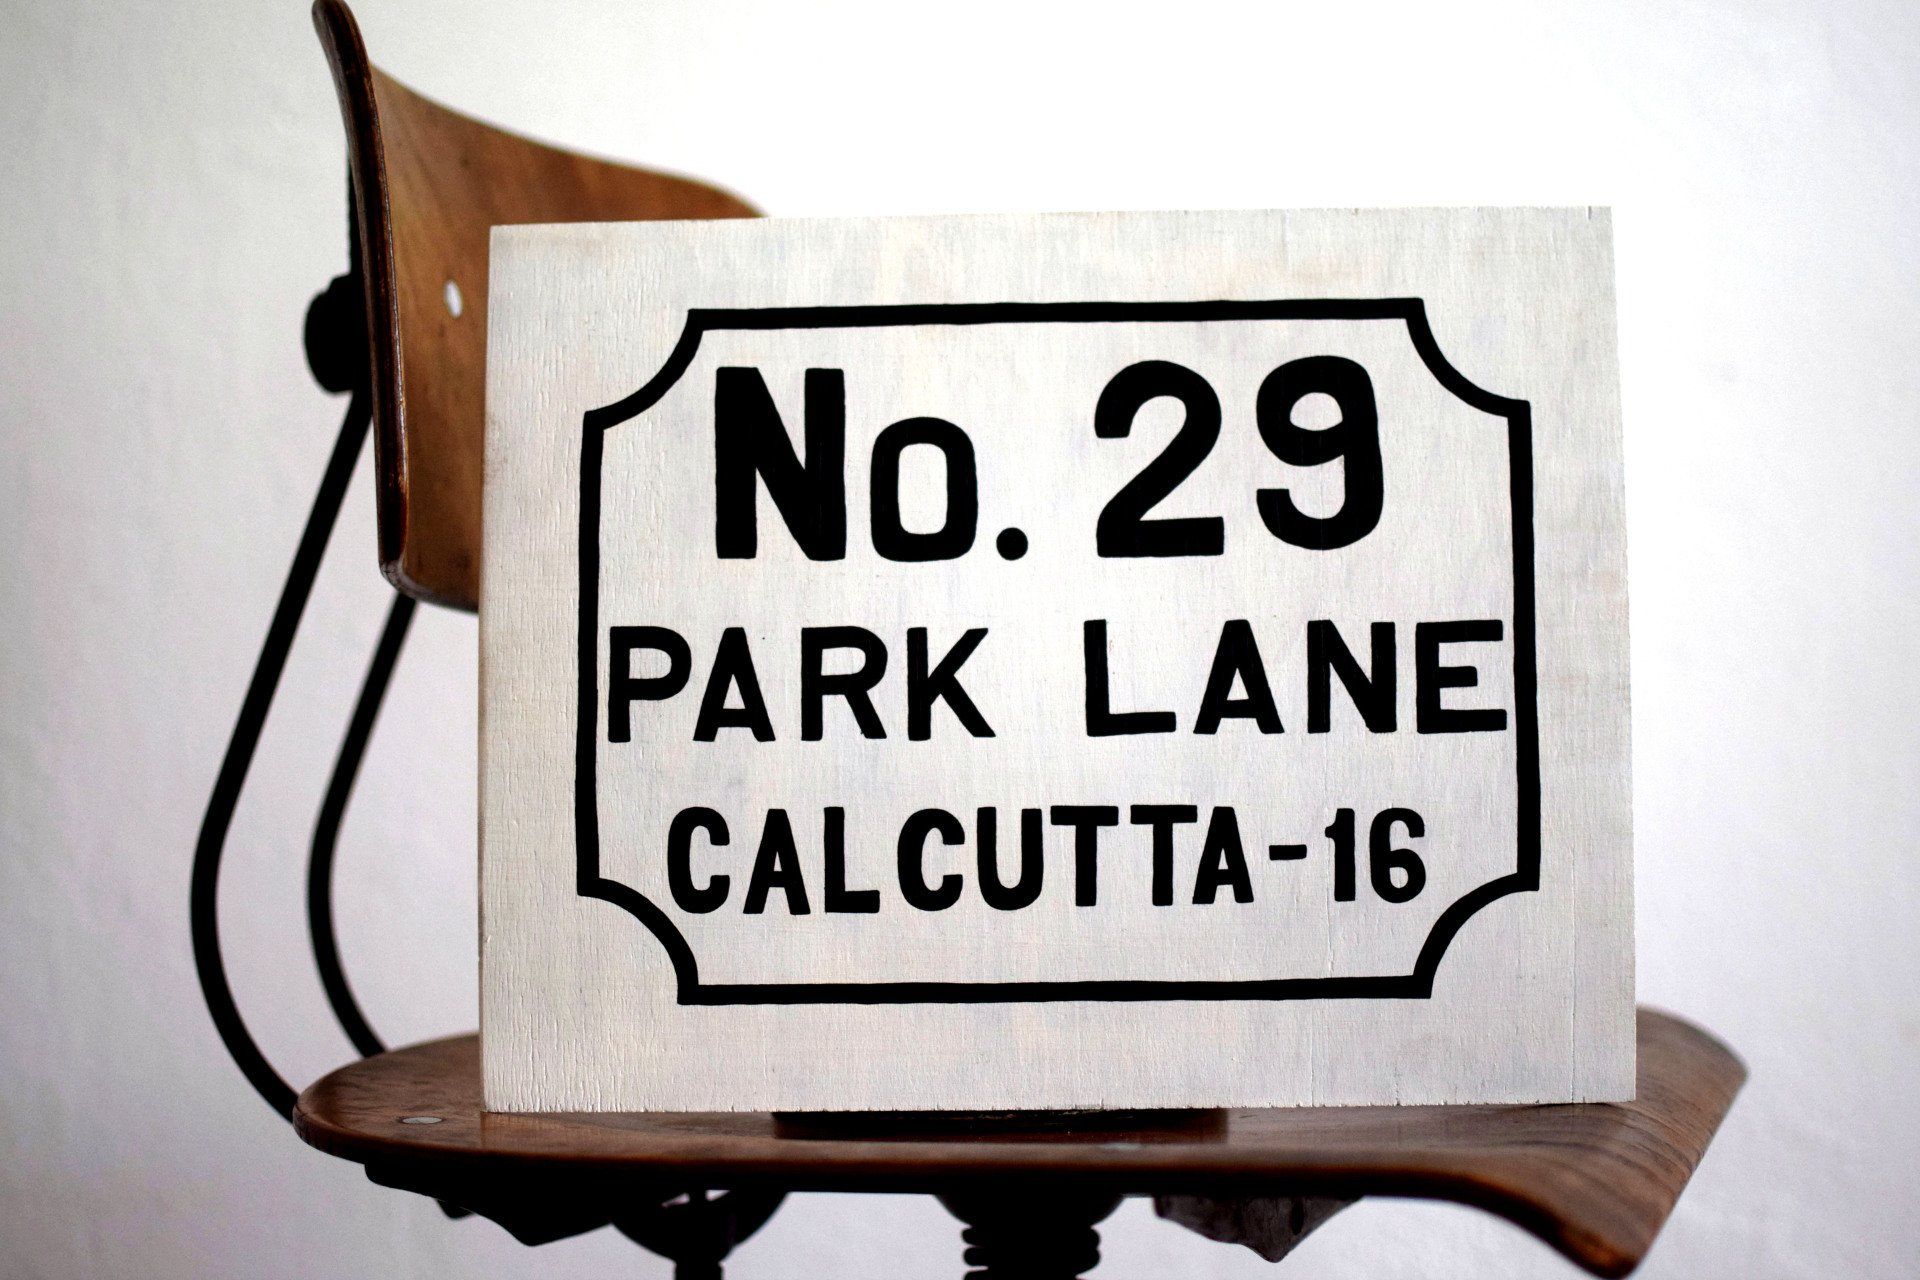 No. 29
PARK LANE
CALCUTTA-16